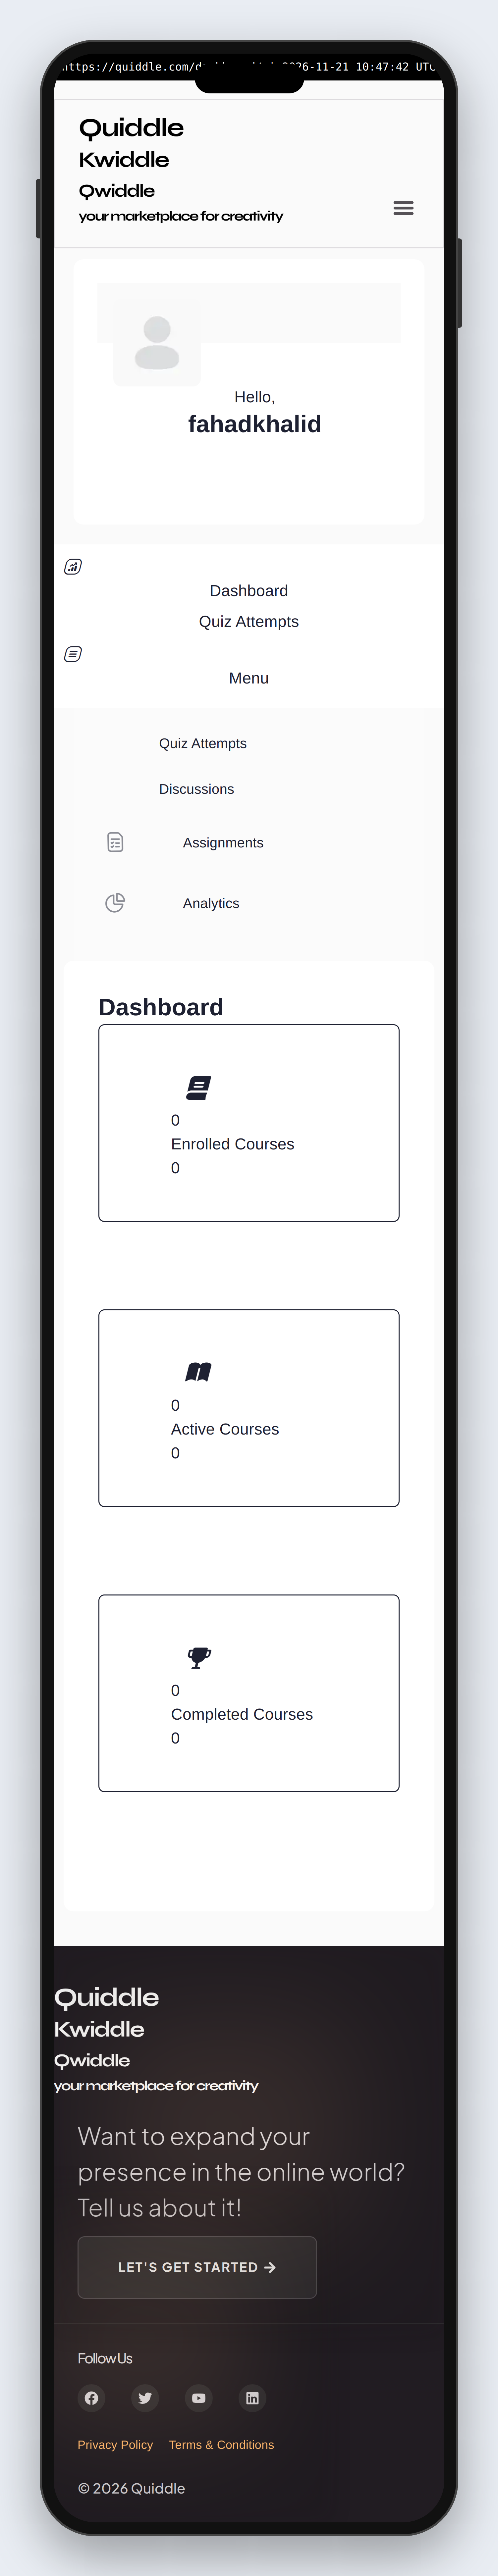 Quiddle
Kwiddle
Qwiddle
your marketplace for creativity
Hello,
fahadkhalid
Dashboard
Quiz Attempts
Menu
Quiz Attempts
Discussions
Assignments
Analytics
Dashboard
0
Enrolled Courses
0
0
Active Courses
0
0
Completed Courses
0
Quiddle
Kwiddle
Qwiddle
your marketplace for creativity
Want to expand your
presence in the online world?
Tell us about it!
LET'S GET STARTED →
Follow Us
Privacy Policy Terms & Conditions
© 2026 Quiddle